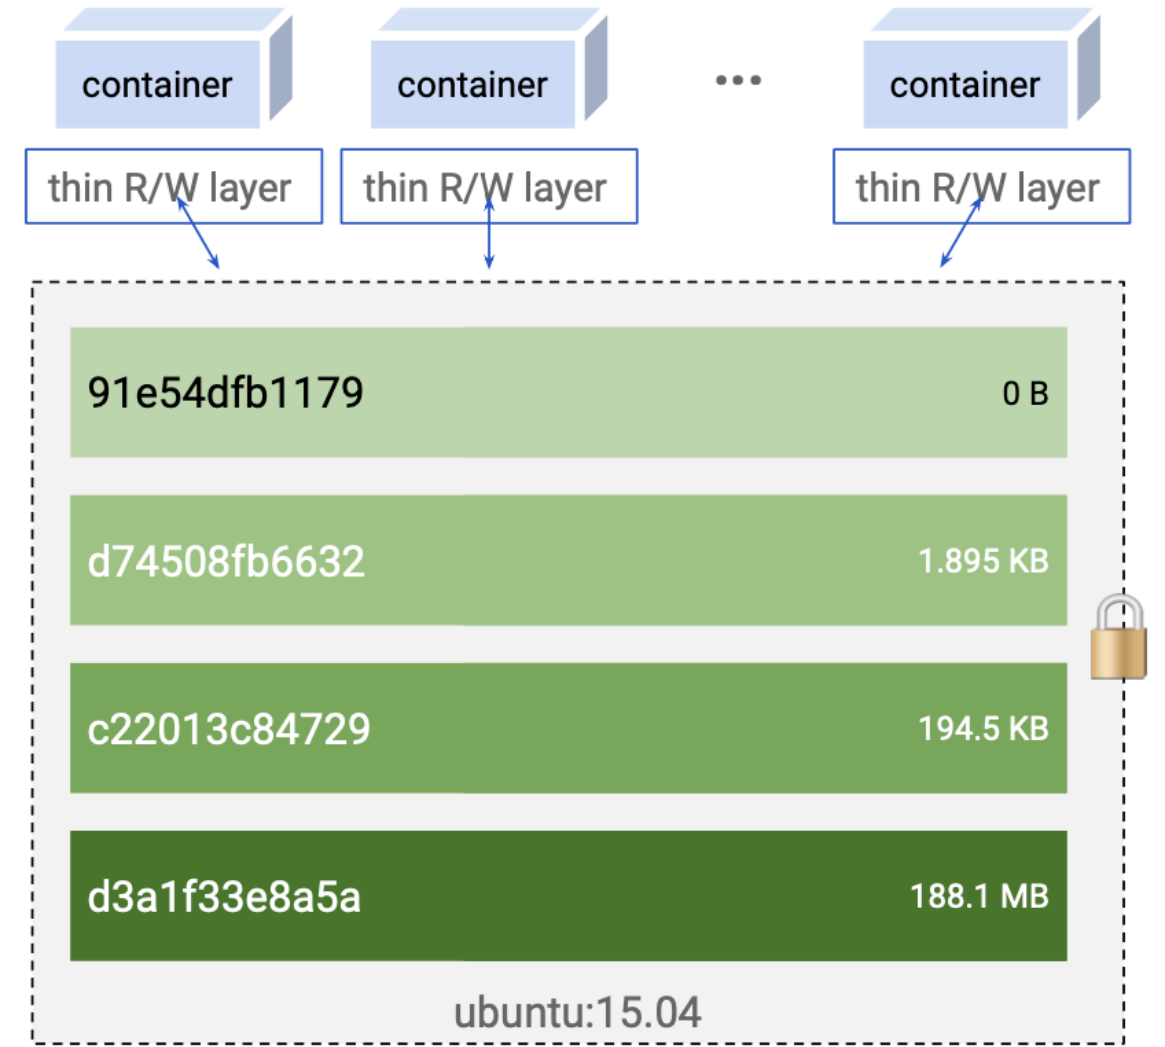 container container ... container
thin R/W layer thin R/W layer thin R/W layer
91e54dfb1179 0 B
d74508fb6632 1.895 KB
c22013c84729 194.5 KB
d3a1f33e8a5a 188.1 MB
ubuntu:15.04